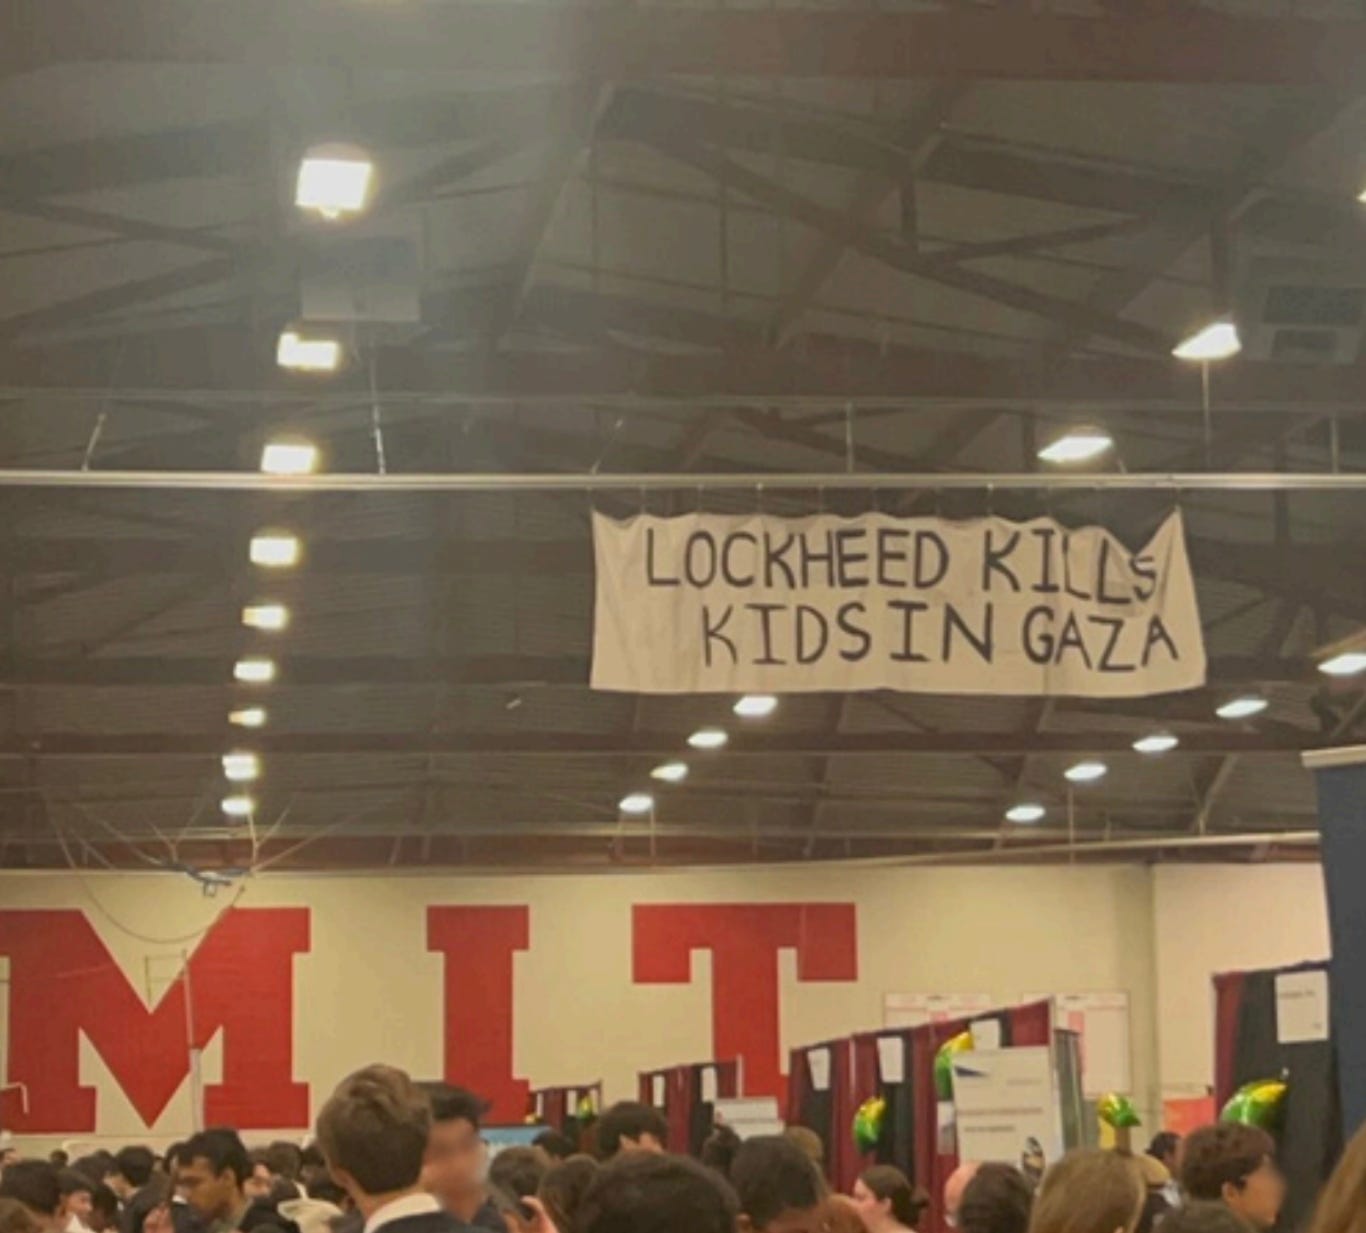 LOCKHEED KILLS
KIDS IN GAZA
MIT